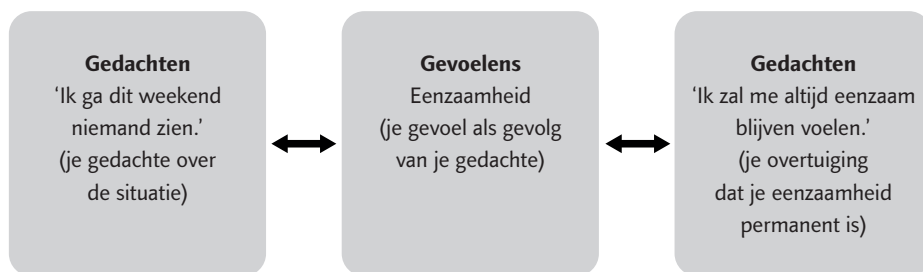 Gedachten
‘Ik ga dit weekend
niemand zien.’
(je gedachte over
de situatie)
Gevoelens
Eenzaamheid
(je gevoel als gevolg
van je gedachte)
Gedachten
‘Ik zal me altijd eenzaam
blijven voelen.’
(je overtuiging
dat je eenzaamheid
permanent is)